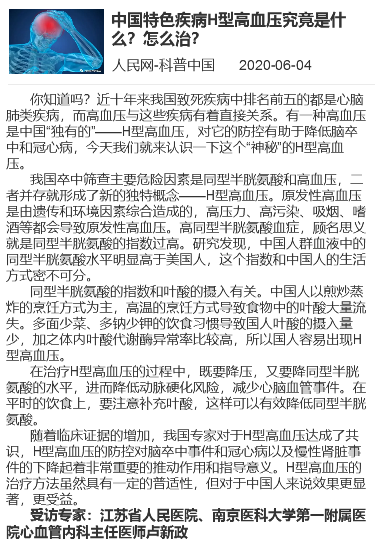 中国特色疾病H型高血压究竟是什
么？怎么治?
人民网-科普中国 2020-06-04
你知道吗？近十年来我国致死疾病中排名前五的都是心脑
肺类疾病，而高血压与这些疾病有着直接关系。有一种高血压
是中国“独有的”——H型高血压，对它的防控有助于降低脑卒
中和冠心病，今天我们就来认识一下这个“神秘”的H型高血
压。
我国卒中筛查主要危险因素是同型半胱氨酸和高血压，二
者并存就形成了新的独特概念——H型高血压。原发性高血压
是由遗传和环境因素综合造成的，高压力、高污染、吸烟、嗜
酒等都会导致原发性高血压。高同型半胱氨酸血症，顾名思义
就是同型半胱氨酸的指数过高。研究发现，中国人群血液中的
同型半胱氨酸水平明显高于美国人，这个指数和中国人的生活
方式密不可分。
同型半胱氨酸的指数和叶酸的摄入有关。中国人以煎炒蒸
炸的烹饪方式为主，高温的烹饪方式导致食物中的叶酸大量流
失。多面少菜、多钠少钾的饮食习惯导致国人叶酸的摄入量
少，加之体内叶酸代谢酶异常率比较高，所以国人容易出现H
型高血压。
在治疗H型高血压的过程中，既要降压，又要降同型半胱
氨酸的水平，进而降低动脉硬化风险，减少心脑血管事件。在
平时的饮食上，要注意补充叶酸，这样可以有效降低同型半胱
氨酸。
随着临床证据的增加，我国专家对于H型高血压达成了共
识，H型高血压的防控对脑卒中事件和冠心病以及慢性肾脏事
件的下降起着非常重要的推动作用和指导意义。H型高血压的
治疗方法虽然具有一定的普适性，但对于中国人来说效果更显
著，更受益。
受访专家：江苏省人民医院、南京医科大学第一附属医
院心血管内科主任医师卢新政